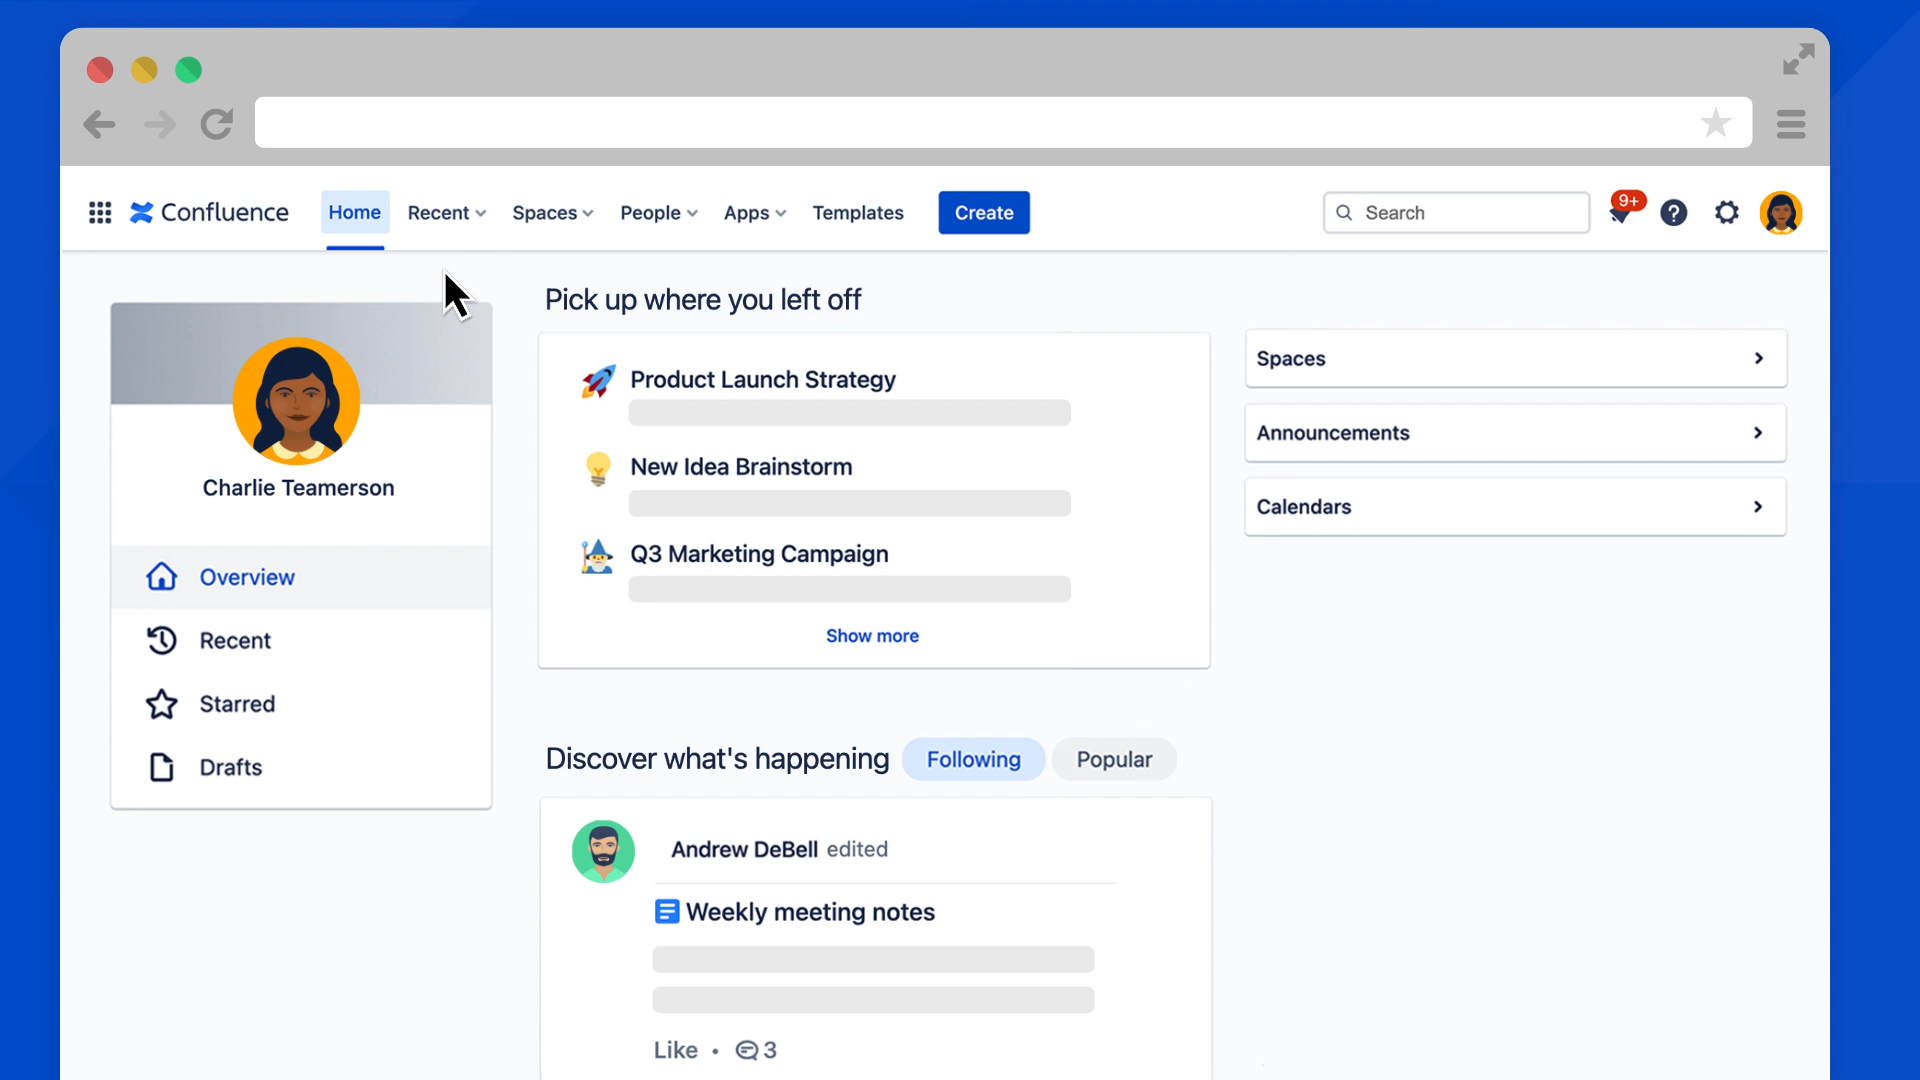 Confluence Home Recent Spaces People Apps Templates Create Search 9+
Pick up where you left off
Product Launch Strategy
New Idea Brainstorm
Q3 Marketing Campaign
Show more
Charlie Teamerson
Overview
Recent
Starred
Drafts
Spaces
Announcements
Calendars
Discover what's happening Following Popular
Andrew DeBell edited
Weekly meeting notes
Like • 3